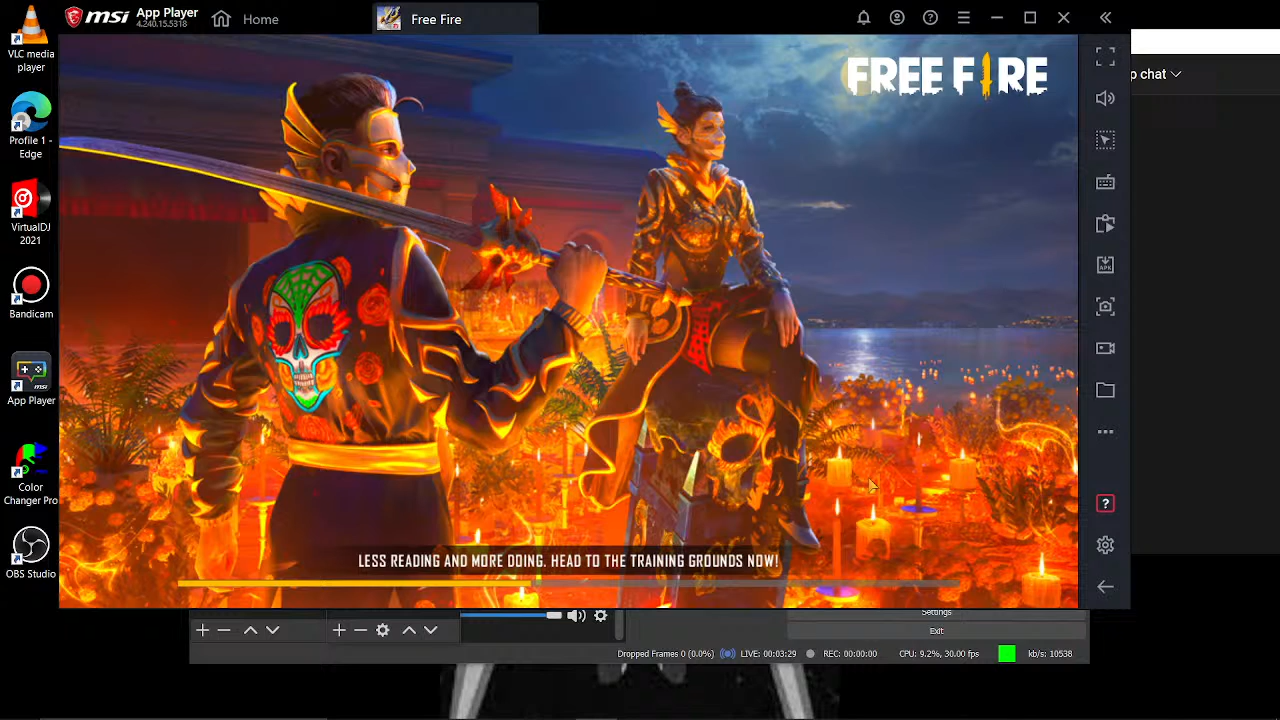 msi App Player
4.240.15.5318
Home
Free Fire
VLC media
player
Profile 1 -
Edge
VirtualDJ
2021
Bandicam
App Player
Color
Changer Pro
OBS Studio
FREE FIRE
p chat
APK
?
LESS READING AND MORE DOING. HEAD TO THE TRAINING GROUNDS NOW!
Settings
Exit
Dropped Frames 0 (0.0%) LIVE: 00:03:29 REC: 00:00:00 CPU: 9.2%, 30.00 fps kb/s: 10538